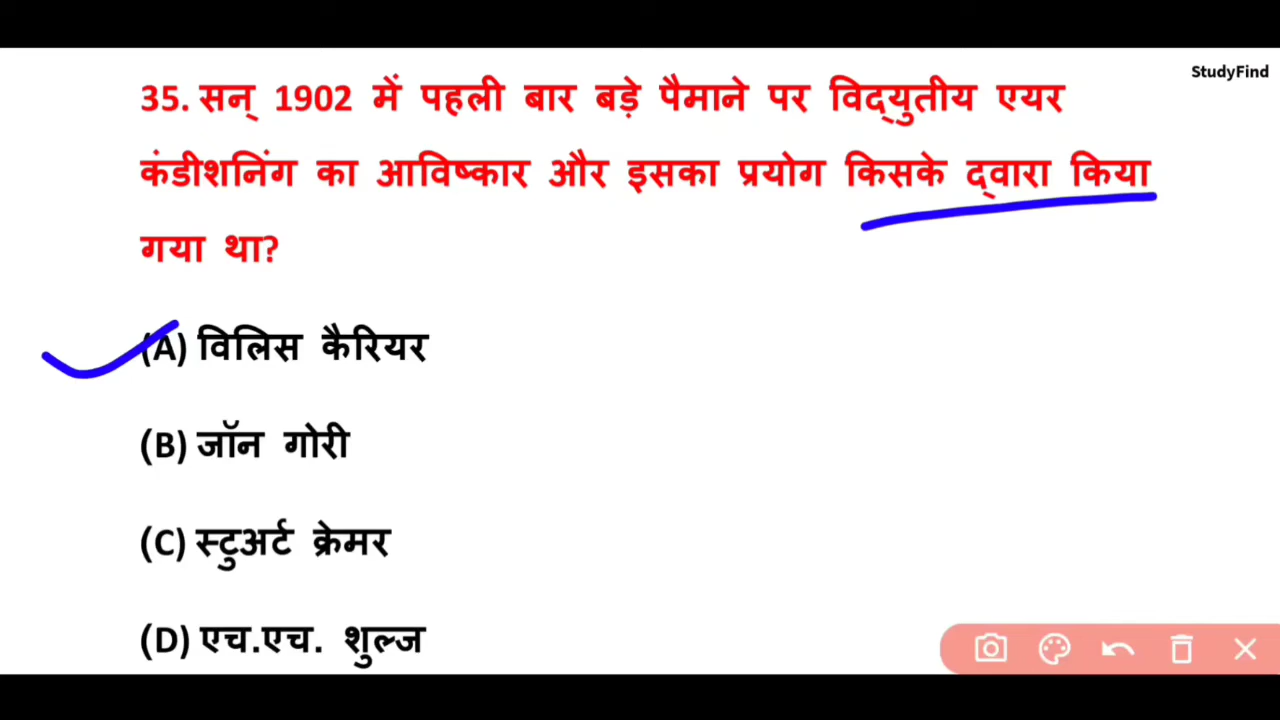 StudyFind
35. सन् 1902 में पहली बार बड़े पैमाने पर विद्युतीय एयर
कंडीशनिंग का आविष्कार और इसका प्रयोग किसके द्वारा किया
गया था?
(A) विलिस कैरियर
(B) जॉन गोरी
(C) स्टुअर्ट क्रेमर
(D) एच.एच. शुल्ज